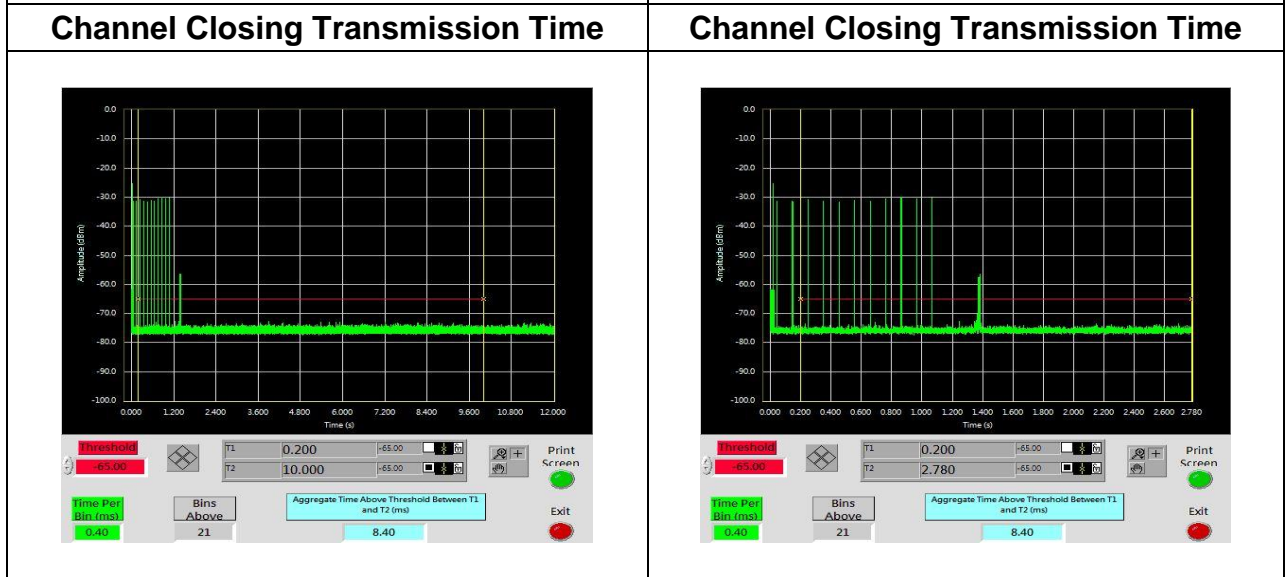 Channel Closing Transmission Time
Channel Closing Transmission Time
0.0
-10.0
-20.0
-30.0
-40.0
-50.0
-60.0
-70.0
-80.0
-90.0
-100.0
Amplitude (dBm)
0.000 1.200 2.400 3.600 4.800 6.000 7.200 8.400 9.600 10.800 12.000
Time (s)
Threshold
-65.00
T1 0.200 -65.00
T2 10.000 -65.00
Print
Screen
Time Per
Bin (ms)
0.40
Bins
Above
21
Aggregate Time Above Threshold Between T1
and T2 (ms)
8.40
Exit
0.0
-10.0
-20.0
-30.0
-40.0
-50.0
-60.0
-70.0
-80.0
-90.0
-100.0
Amplitude (dBm)
0.000 0.200 0.400 0.600 0.800 1.000 1.200 1.400 1.600 1.800 2.000 2.200 2.400 2.600 2.780
Time (s)
Threshold
-65.00
T1 0.200 -65.00
T2 2.780 -65.00
Print
Screen
Time Per
Bin (ms)
0.40
Bins
Above
21
Aggregate Time Above Threshold Between T1
and T2 (ms)
8.40
Exit